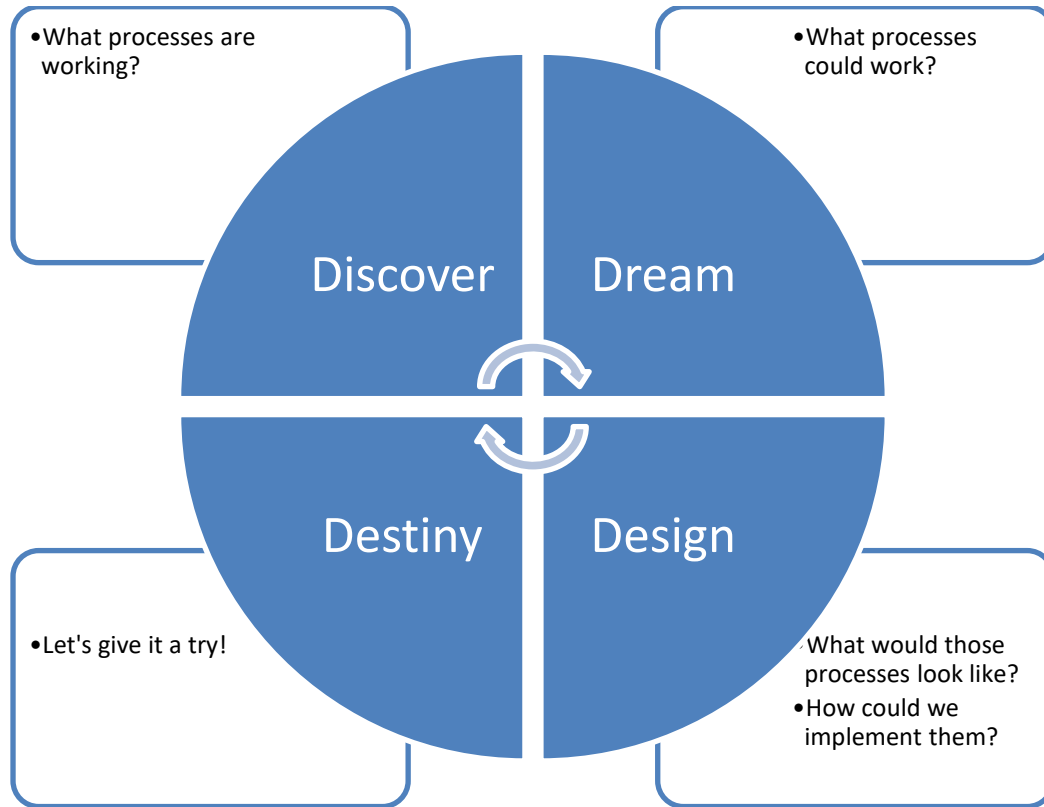 •What processes are
working?
•What processes
could work?
Discover
Dream
Destiny
Design
•Let's give it a try!
•What would those
processes look like?
•How could we
implement them?